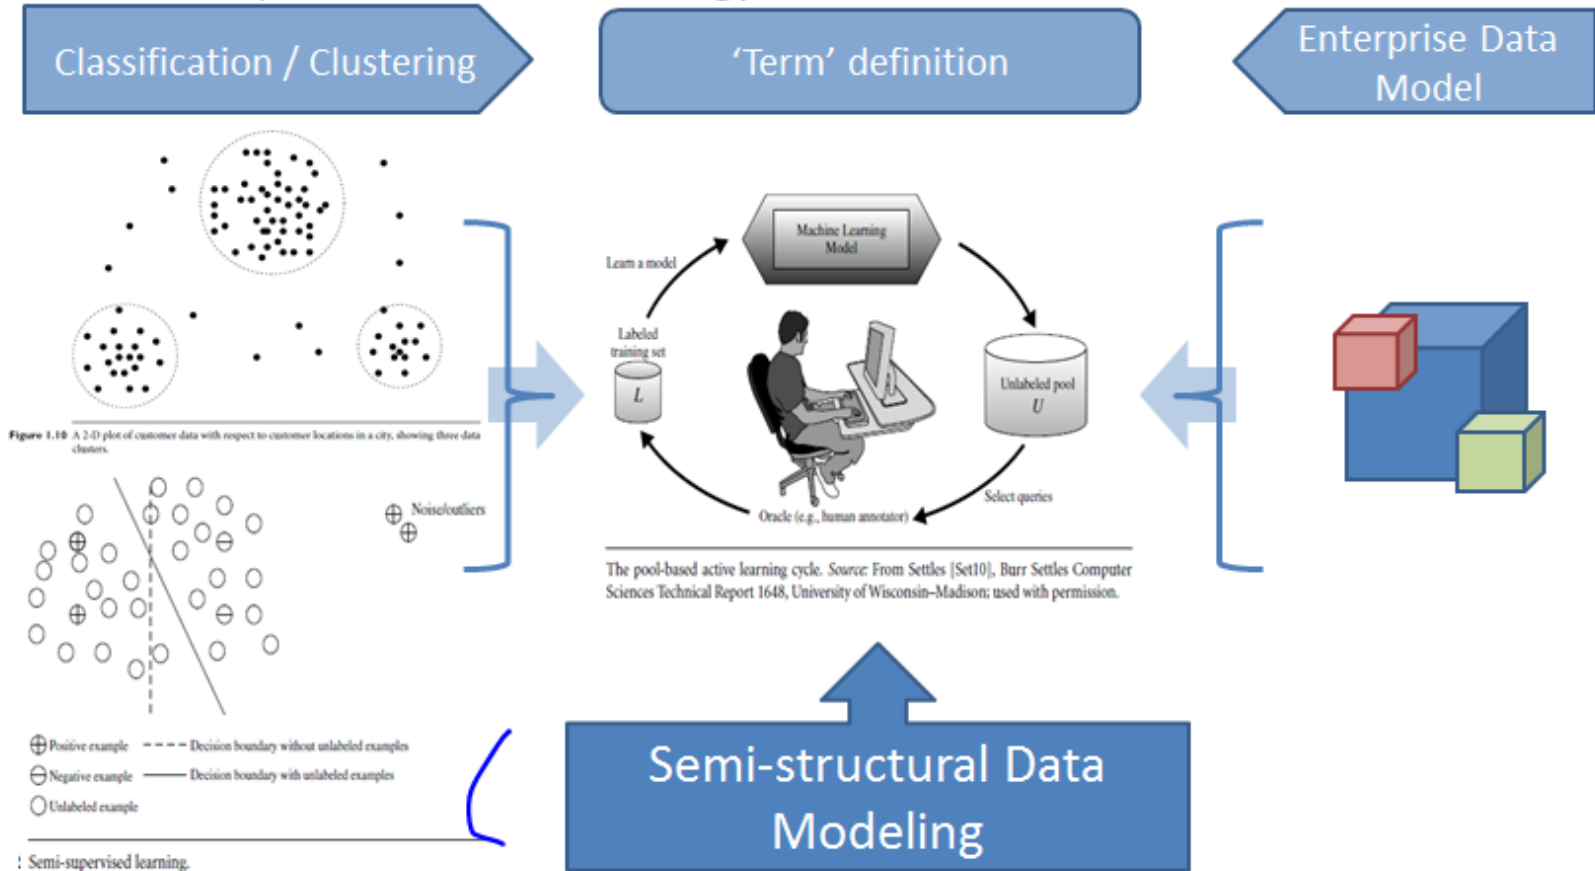 Classification / Clustering
‘Term’ definition
Enterprise Data
Model
Figure 1.10 A 2-D plot of customer data with respect to customer locations in a city, showing three data
clusters.
Noise/outliers
Positive example
Decision boundary without unlabeled examples
Negative example
Decision boundary with unlabeled examples
Unlabeled example
Semi-supervised learning.
Machine Learning
Model
Learn a model
Labeled
training set
L
Unlabeled pool
U
Select queries
Oracle (e.g., human annotator)
The pool-based active learning cycle. Source: From Settles [Set10], Burr Settles Computer
Sciences Technical Report 1648, University of Wisconsin–Madison; used with permission.
Semi-structural Data
Modeling